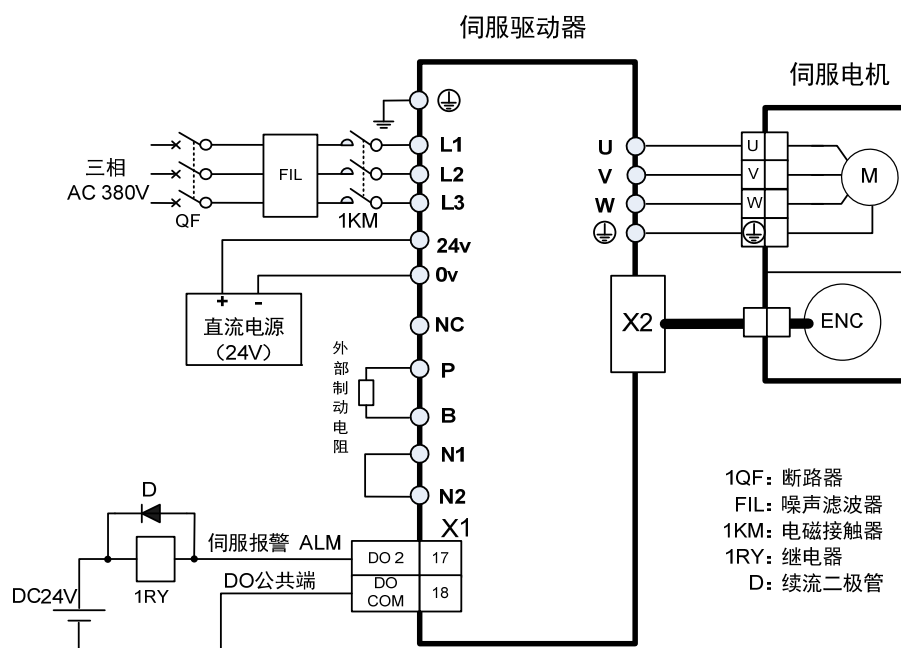 伺服驱动器
伺服电机
三相
AC 380V
QF
FIL
1KM
L1
L2
L3
24v
0v
+ -
直流电源
（24V）
NC
外部制动电阻
P
B
N1
N2
X1
U
V
W
U
V
W
M
X2
ENC
D
伺服报警 ALM
DO 2
17
DO公共端
DO
COM
18
DC24V
1RY
1QF：断路器
FIL：噪声滤波器
1KM：电磁接触器
1RY：继电器
D：续流二极管